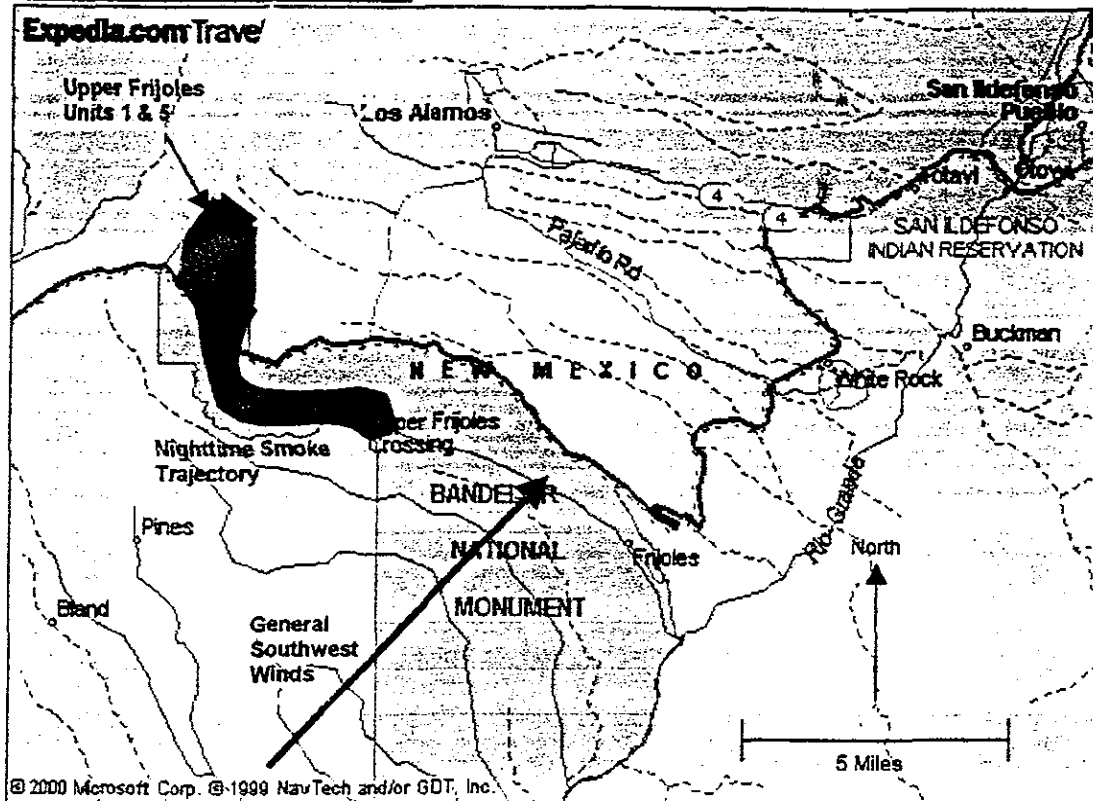 Expedia.com Travel
Upper Frijoles
Units 1 & 5
Los Alamos
San Ildefonso
Pueblo
Totavi
Otowi
4
4
SAN ILDEFONSO
INDIAN RESERVATION
Pajarito Rd
Buckman
NEW MEXICO
White Rock
Upper Frijoles
Crossing
Nighttime Smoke
Trajectory
BANDELIER
Rio Grande
Pines
NATIONAL
Frijoles
North
MONUMENT
Bland
General
Southwest
Winds
5 Miles
© 2000 Microsoft Corp. © 1999 NavTech and/or GDT, Inc.